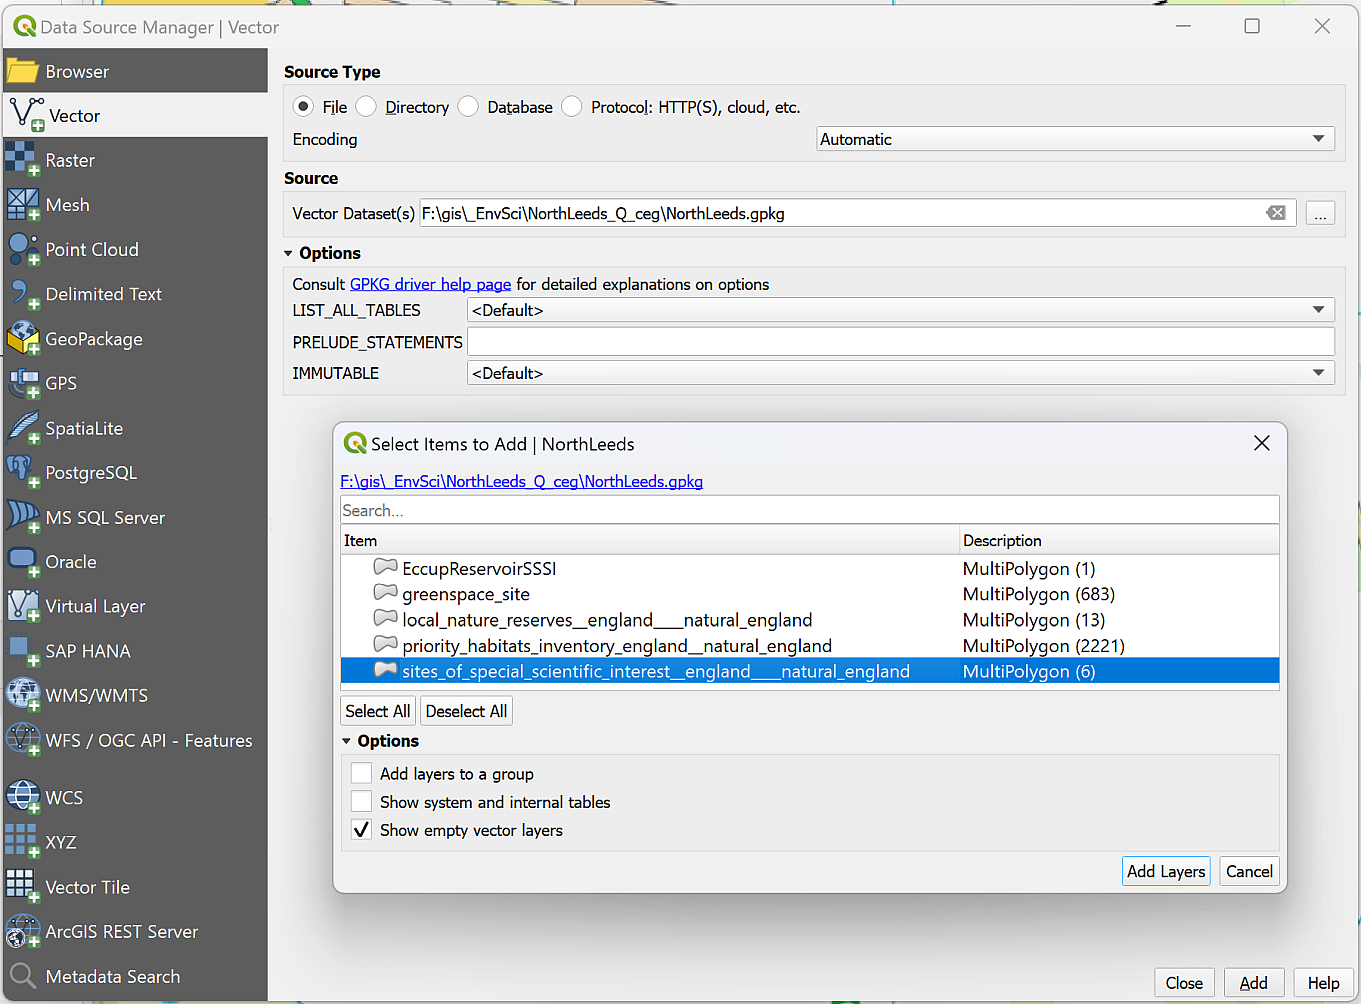 Data Source Manager | Vector
Browser
Vector
Raster
Mesh
Point Cloud
Delimited Text
GeoPackage
GPS
SpatiaLite
PostgreSQL
MS SQL Server
Oracle
Virtual Layer
SAP HANA
WMS/WMTS
WFS / OGC API - Features
WCS
XYZ
Vector Tile
ArcGIS REST Server
Metadata Search
Source Type
File Directory Database Protocol: HTTP(S), cloud, etc.
Encoding Automatic
Source
Vector Dataset(s) F:\gis\_EnvSci\NorthLeeds_Q_ceg\NorthLeeds.gpkg ...
Options
Consult GPKG driver help page for detailed explanations on options
LIST_ALL_TABLES <Default>
PRELUDE_STATEMENTS
IMMUTABLE <Default>
Select Items to Add | NorthLeeds
F:\gis\_EnvSci\NorthLeeds_Q_ceg\NorthLeeds.gpkg
Search...
Item Description
EccupReservoirSSSI MultiPolygon (1)
greenspace_site MultiPolygon (683)
local_nature_reserves__england___natural_england MultiPolygon (13)
priority_habitats_inventory_england__natural_england MultiPolygon (2221)
sites_of_special_scientific_interest__england___natural_england MultiPolygon (6)
Select All Deselect All
Options
Add layers to a group
Show system and internal tables
Show empty vector layers
Add Layers Cancel
Close Add Help